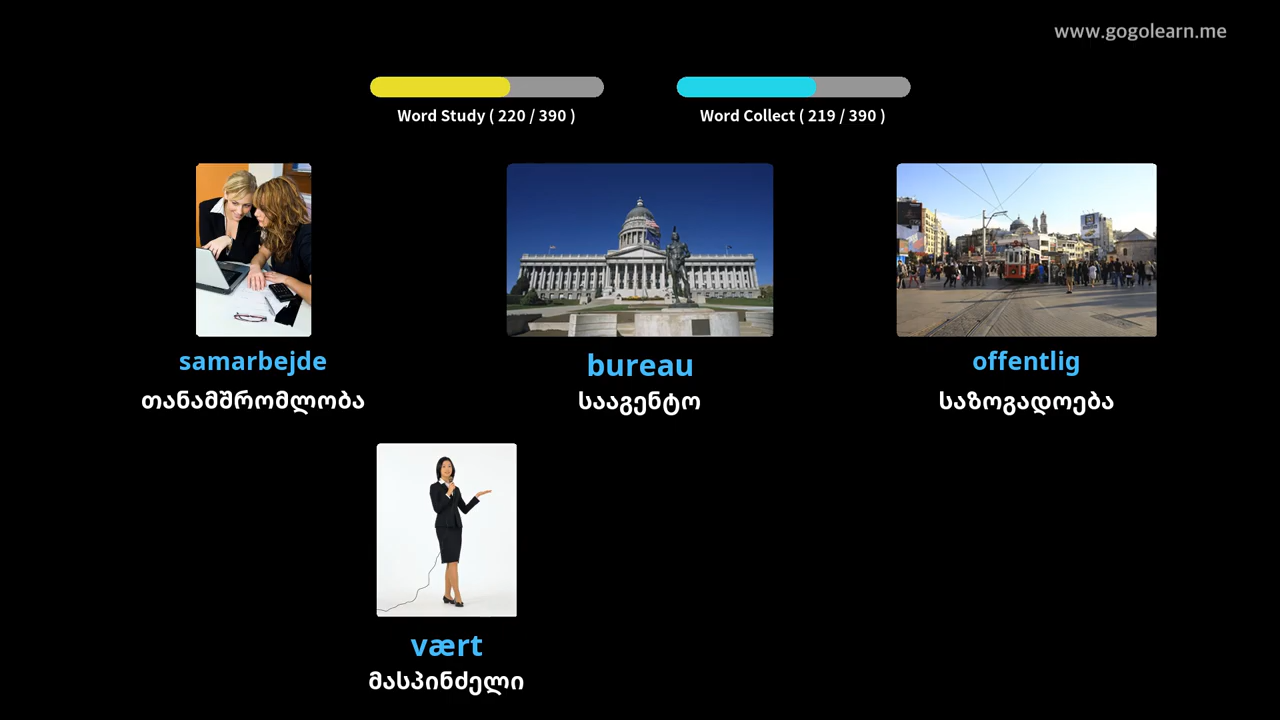 www.gogolearn.me
Word Study ( 220 / 390 )
Word Collect ( 219 / 390 )
samarbejde
bureau
offentlig
თანამშრომლობა
სააგენტო
საზოგადოება
vært
მასპინძელი